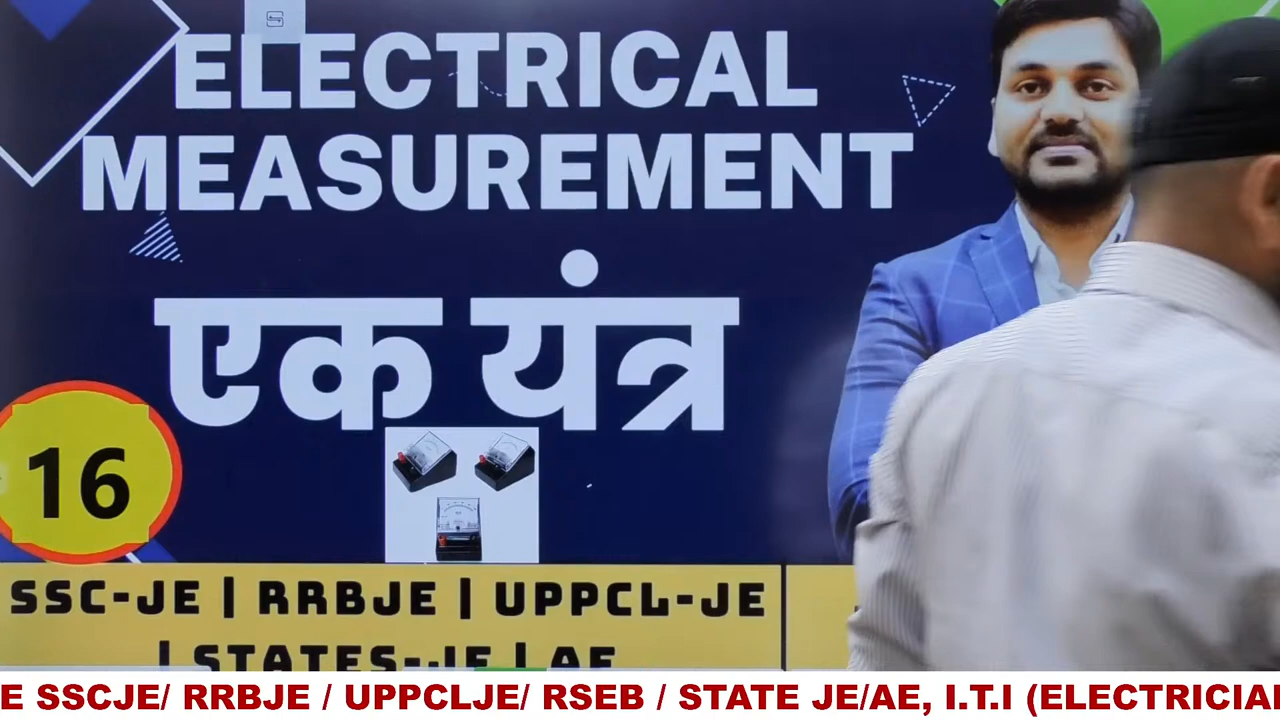 ELECTRICAL
MEASUREMENT
एक यंत्र
16
SSC-JE | RRBJE | UPPCL-JE
| STATES-JE | AE
E SSCJE/ RRBJE / UPPCLJE/ RSEB / STATE JE/AE, I.T.I (ELECTRICIAN